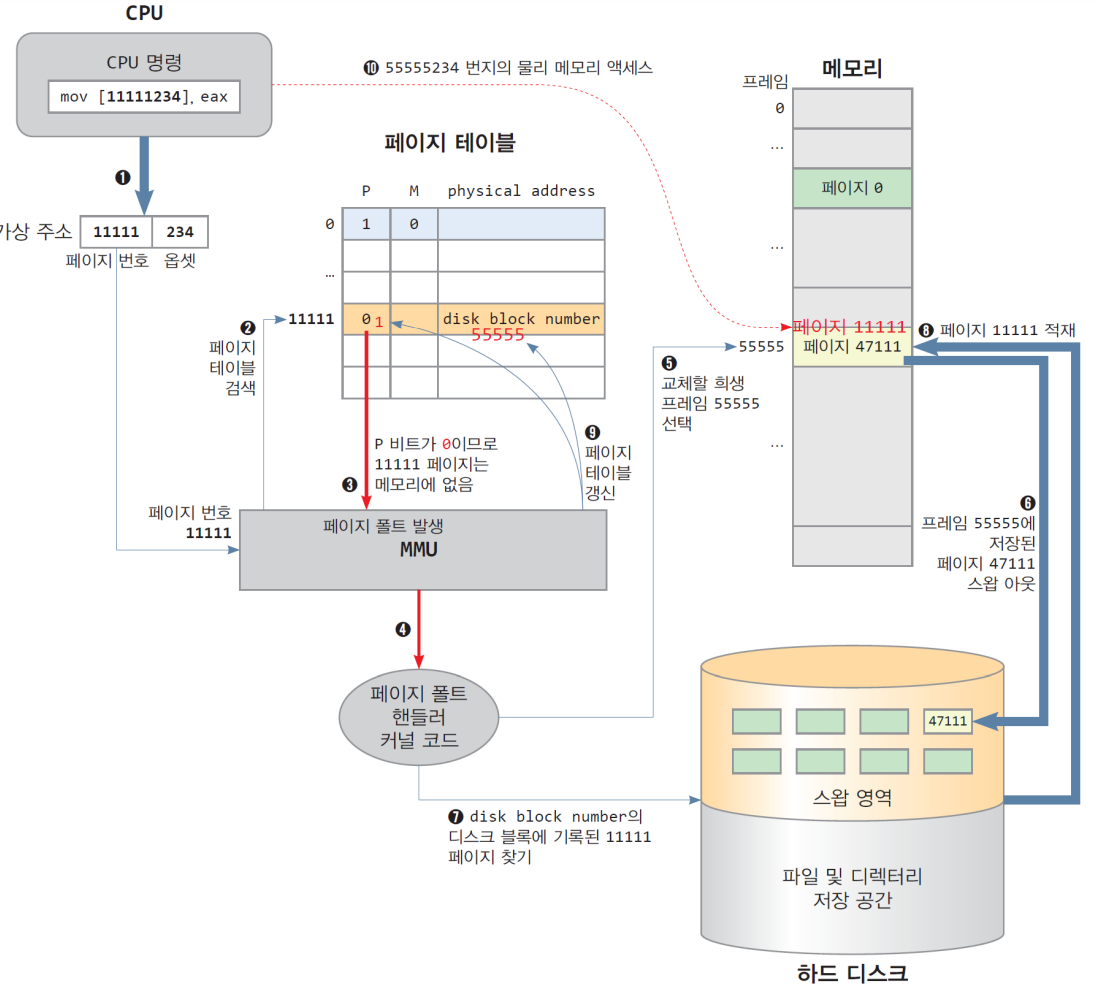 CPU
CPU 명령
mov [11111234], eax
❿ 55555234 번지의 물리 메모리 액세스
메모리
프레임
0
...
페이지 0
...
❶
가상 주소
11111 234
페이지 번호 옵셋
페이지 테이블
P M physical address
0 1 0
...
11111 0 1 disk block number
55555
❷
페이지
테이블
검색
P 비트가 0이므로
11111 페이지는
❸ 메모리에 없음
❾
페이지
테이블
갱신
페이지 번호
11111
페이지 폴트 발생
MMU
❹
페이지 폴트
핸들러
커널 코드
❺
교체할 희생
프레임 55555
선택
페이지 11111
55555 페이지 47111
❽ 페이지 11111 적재
...
❻
프레임 55555에
저장된
페이지 47111
스왑 아웃
❼ disk block number의
디스크 블록에 기록된 11111
페이지 찾기
47111
스왑 영역
파일 및 디렉터리
저장 공간
하드 디스크